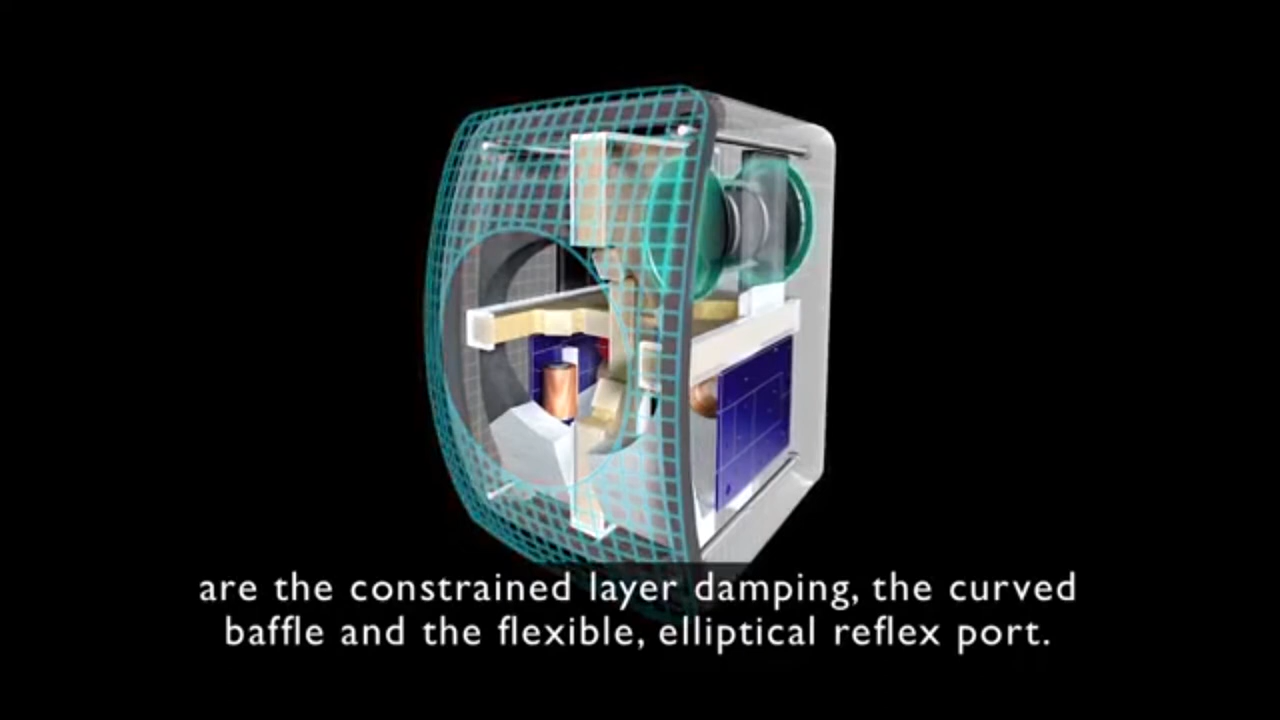 are the constrained layer damping, the curved
baffle and the flexible, elliptical reflex port.